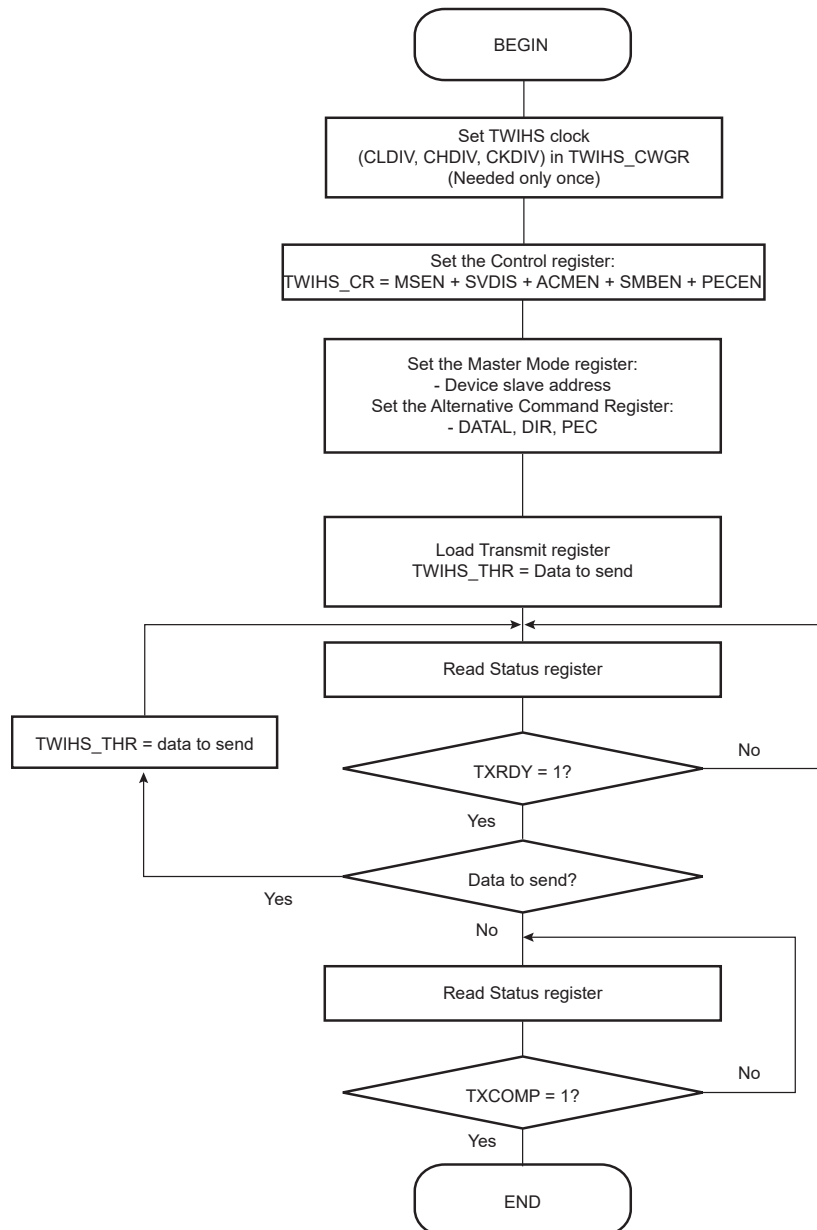 BEGIN
Set TWIHS clock
(CLDIV, CHDIV, CKDIV) in TWIHS_CWGR
(Needed only once)
Set the Control register:
TWIHS_CR = MSEN + SVDIS + ACMEN + SMBEN + PECEN
Set the Master Mode register:
- Device slave address
Set the Alternative Command Register:
- DATAL, DIR, PEC
Load Transmit register
TWIHS_THR = Data to send
Read Status register
TWIHS_THR = data to send
TXRDY = 1?
No
Yes
Data to send?
Yes
No
Read Status register
TXCOMP = 1?
No
Yes
END